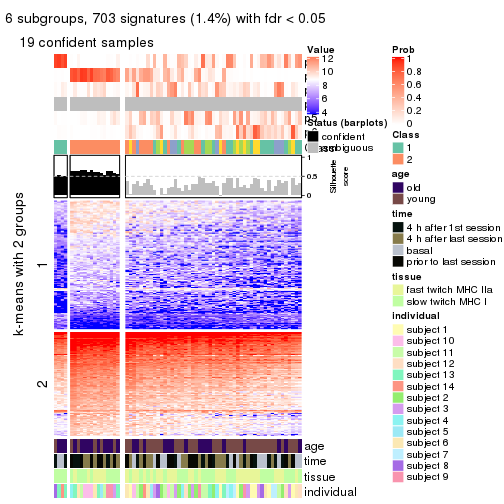 6 subgroups, 703 signatures (1.4%) with fdr < 0.05
19 confident samples
k-means with 2 groups
1
2
1
0.5
0
Silhouette
score
age
time
tissue
individual
Value
12
10
8
6
4
Status (barplots)
confident
ambiguous
Prob
1
0.8
0.6
0.4
0.2
0
Class
1
2
age
old
young
time
4 h after 1st session
4 h after last session
basal
prior to last session
tissue
fast twitch MHC IIa
slow twitch MHC I
individual
subject 1
subject 10
subject 11
subject 12
subject 13
subject 14
subject 2
subject 3
subject 4
subject 5
subject 6
subject 7
subject 8
subject 9